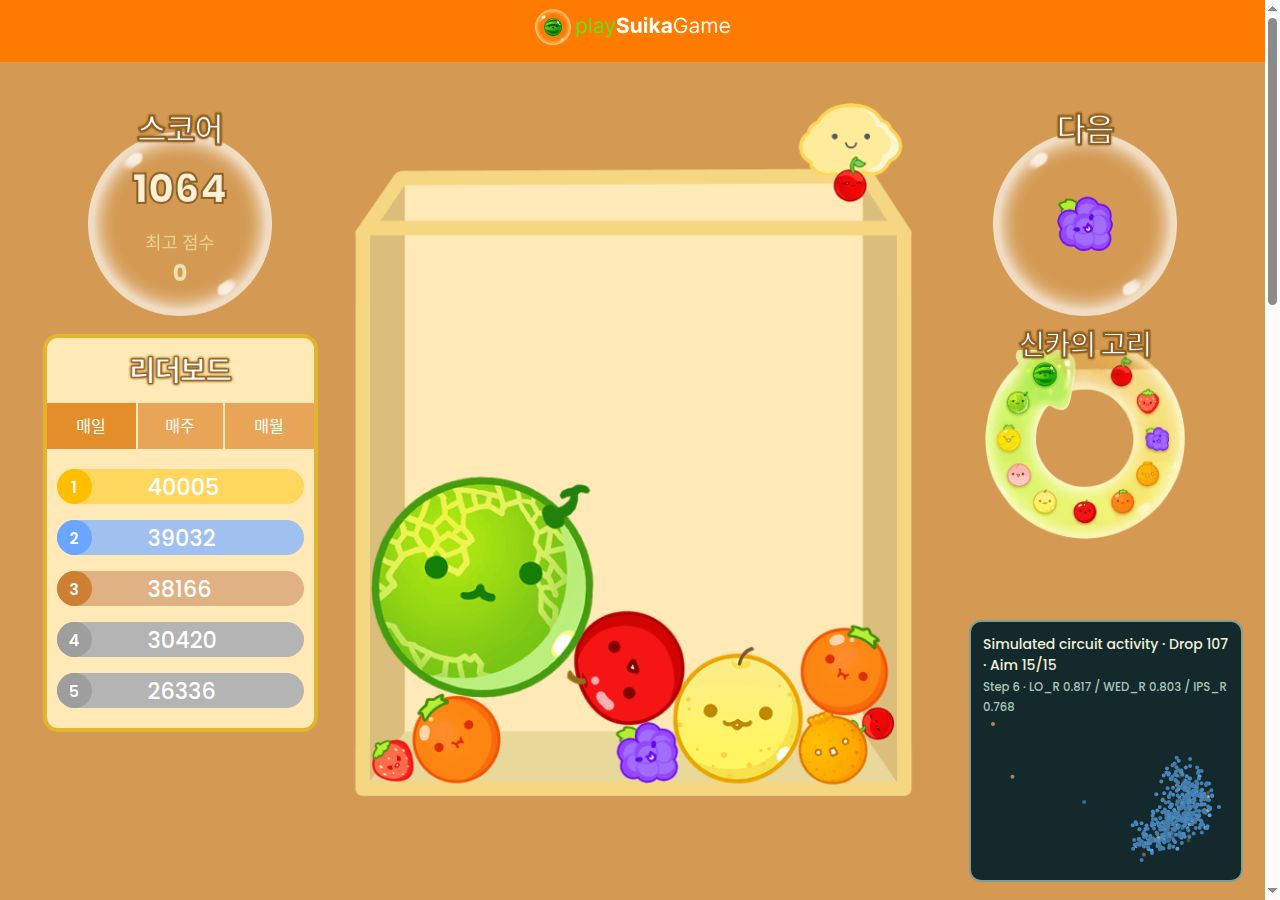 playSuikaGame
스코어
1064
최고 점수
0
다음
리더보드
매일 매주 매월
1 40005
2 39032
3 38166
4 30420
5 26336
신카의 고리
Simulated circuit activity · Drop 107
· Aim 15/15
Step 6 · LO_R 0.817 / WED_R 0.803 / IPS_R
0.768